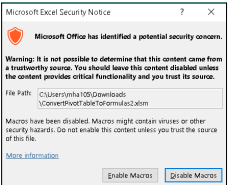 Microsoft Excel Security Notice ? ×
Microsoft Office has identified a potential security concern.
Warning: It is not possible to determine that this content came from
a trustworthy source. You should leave this content disabled unless
the content provides critical functionality and you trust its source.
File Path: C:\Users\mha105\Downloads
\ConvertPivotTableToFormulas2.xlsm
Macros have been disabled. Macros might contain viruses or other
security hazards. Do not enable this content unless you trust the source
of this file.
More information
Enable Macros Disable Macros